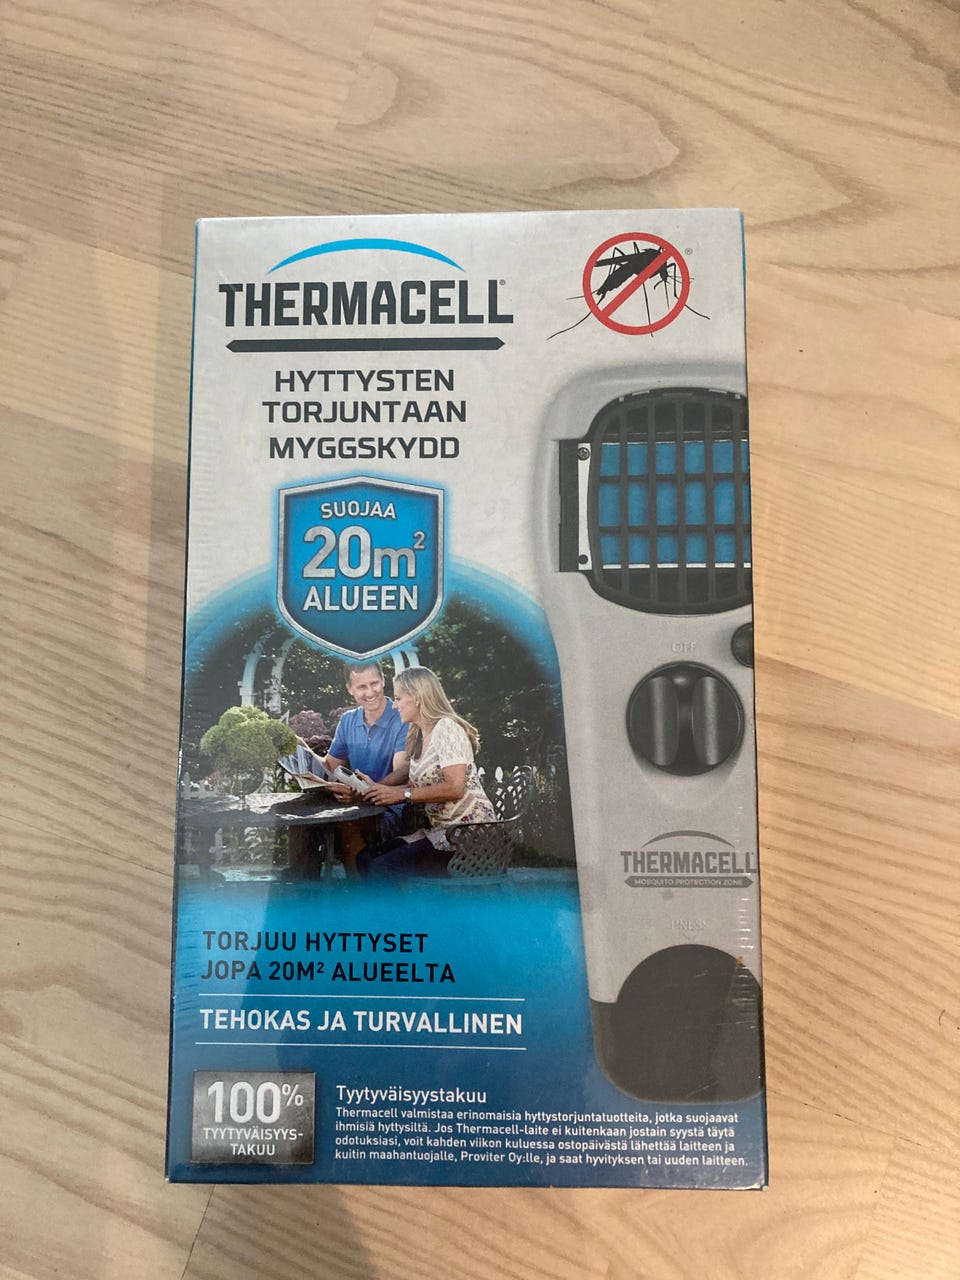 THERMACELL®
®
HYTTYSTEN
TORJUNTAAN
MYGGSKYDD
SUOJAA
20m²
ALUEEN
OFF
THERMACELL
MOSQUITO PROTECTION ZONE
PRESS
TORJUU HYTTYSET
JOPA 20M² ALUEELTA
TEHOKAS JA TURVALLINEN
100%
TYYTYVÄISYYS-
TAKUU
Tyytyväisyystakuu
Thermacell valmistaa erinomaisia hyttystorjuntatuotteita, jotka suojaavat
ihmisiä hyttysiltä. Jos Thermacell-laite ei kuitenkaan jostain syystä täytä
odotuksiasi, voit kahden viikon kuluessa ostopäivästä lähettää laitteen ja
kuitin maahantuojalle, Proviter Oy:lle, ja saat hyvityksen tai uuden laitteen.